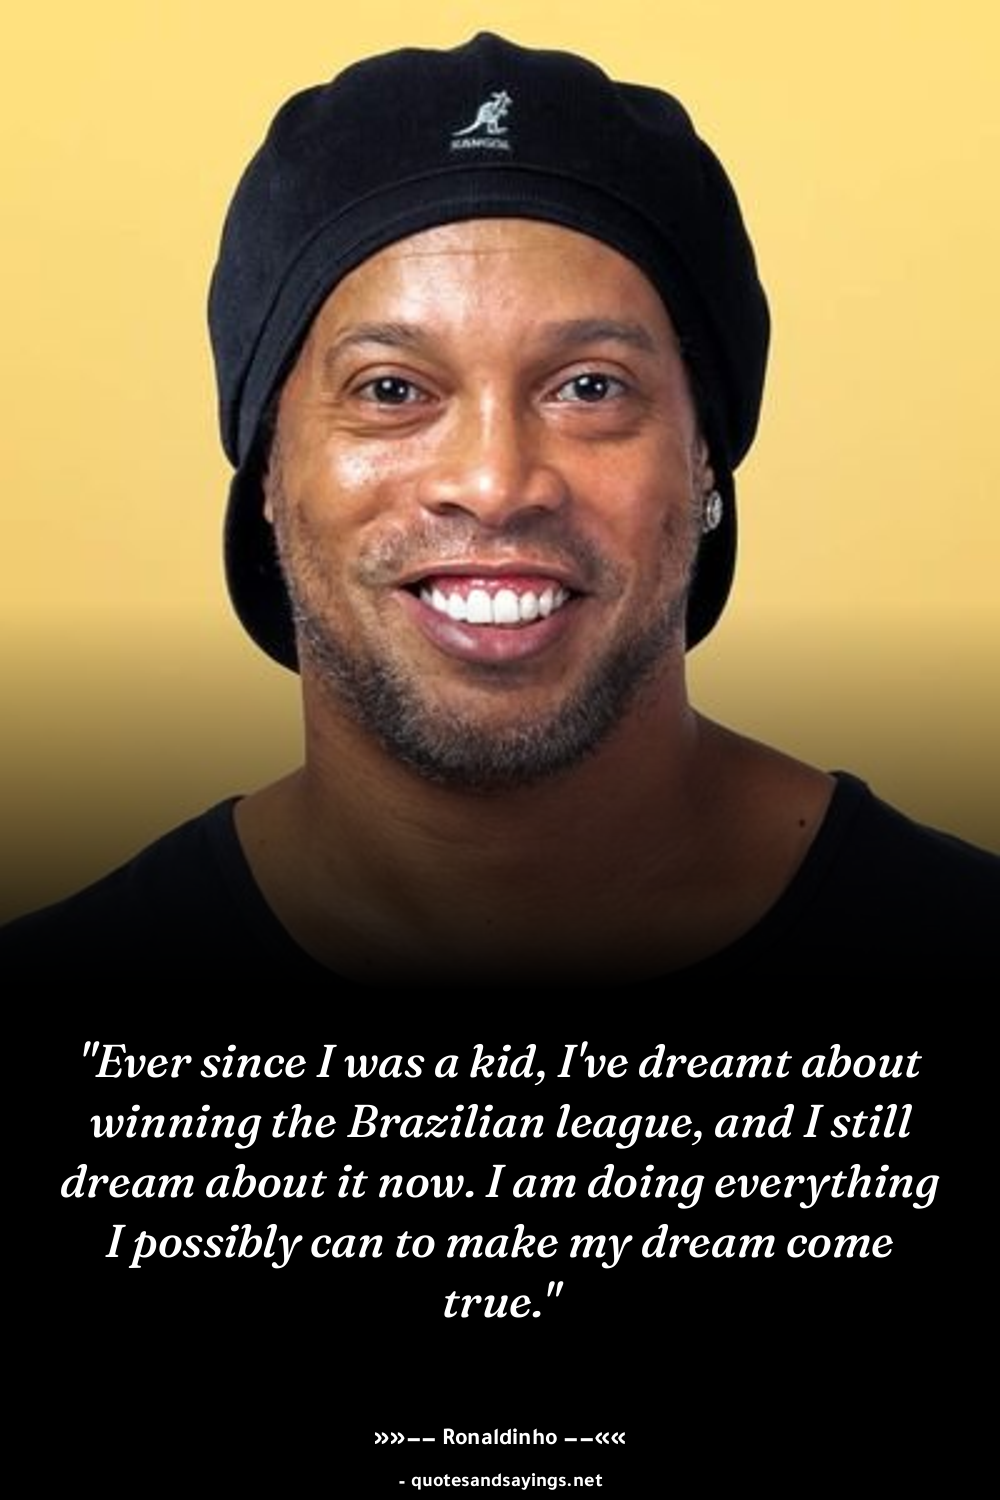 KANGOL
"Ever since I was a kid, I've dreamt about
winning the Brazilian league, and I still
dream about it now. I am doing everything
I possibly can to make my dream come
true."
»»–– Ronaldinho ––««
- quotesandsayings.net